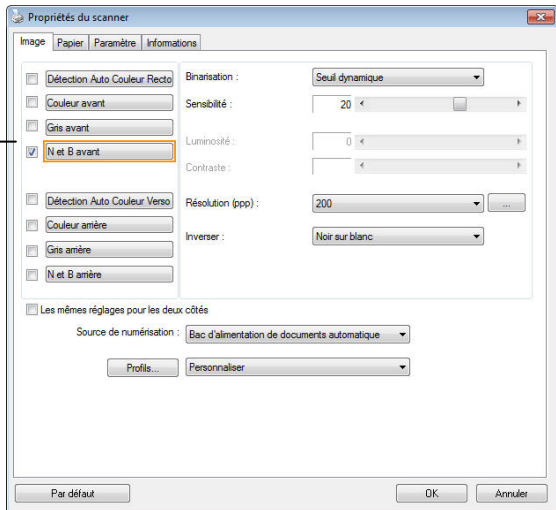 Propriétés du scanner
Image Papier Paramètre Informations
Détection Auto Couleur Recto
Couleur avant
Gris avant
N et B avant
Détection Auto Couleur Verso
Couleur arrière
Gris arrière
N et B arrière
Binarisation : Seuil dynamique
Sensibilité : 20
Luminosité : 0
Contraste :
Résolution (ppp) : 200 ...
Inverser : Noir sur blanc
Les mêmes réglages pour les deux côtés
Source de numérisation : Bac d'alimentation de documents automatique
Profils... Personnaliser
Par défaut OK Annuler